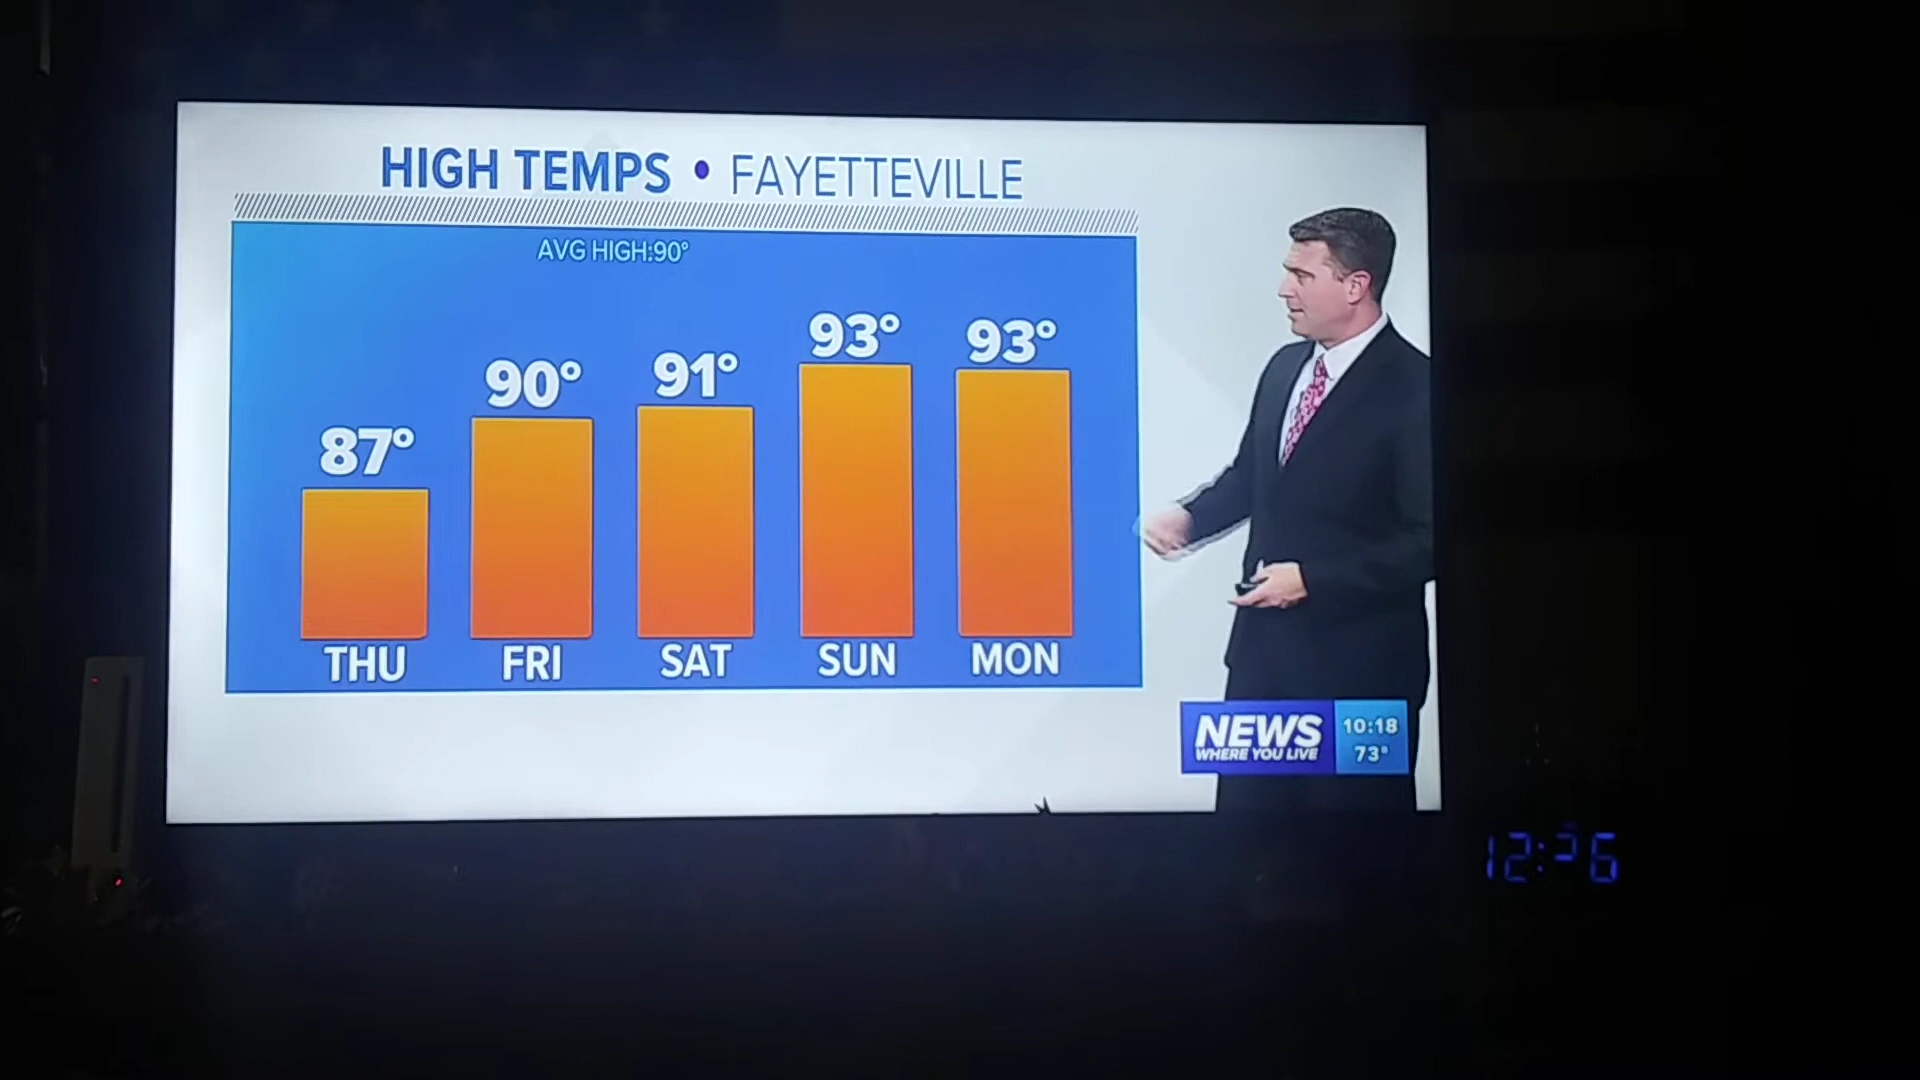 HIGH TEMPS • FAYETTEVILLE
AVG HIGH:90°
87° 90° 91° 93° 93°
THU FRI SAT SUN MON
NEWS 10:18
WHERE YOU LIVE 73°